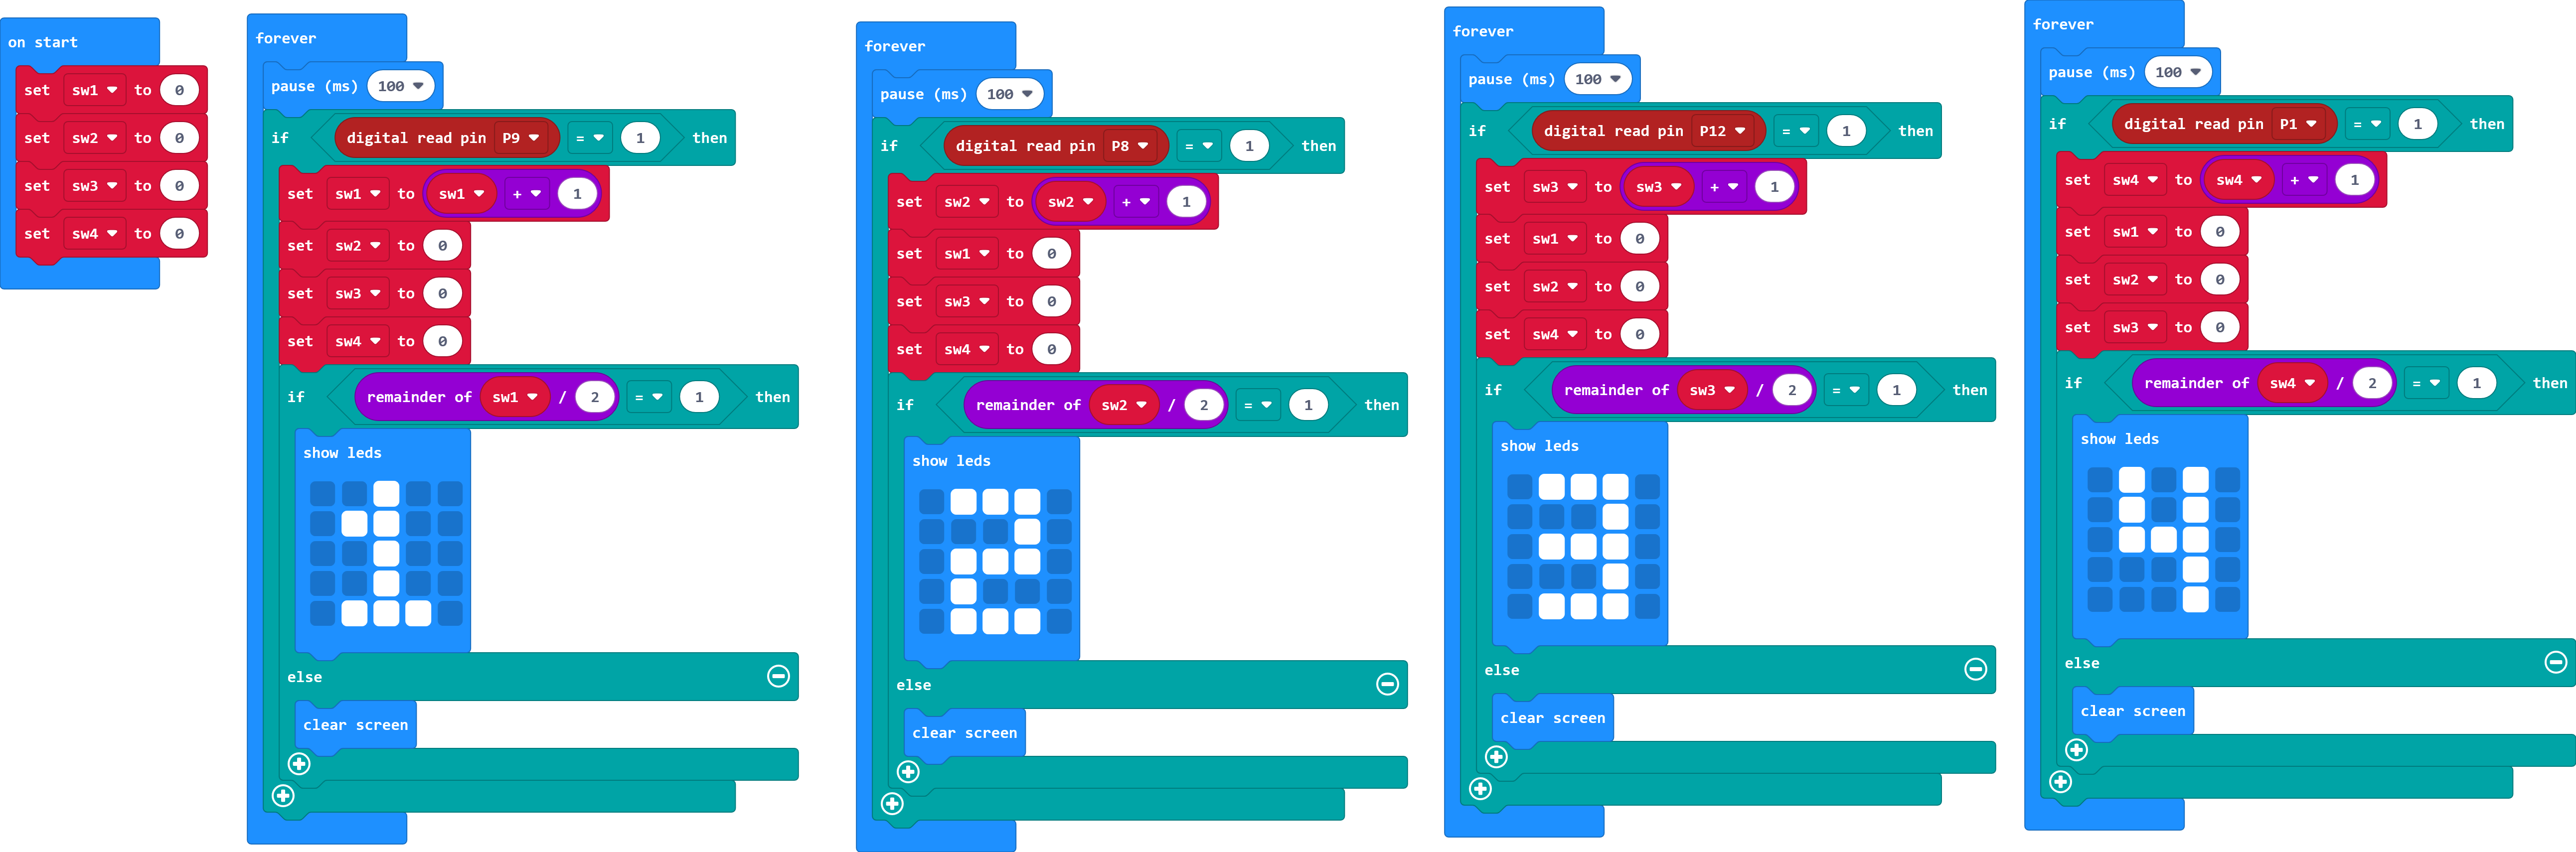 on start
set sw1 to 0
set sw2 to 0
set sw3 to 0
set sw4 to 0
forever
pause (ms) 100
if digital read pin P9 = 1 then
set sw1 to sw1 + 1
set sw2 to 0
set sw3 to 0
set sw4 to 0
if remainder of sw1 / 2 = 1 then
show leds
else
clear screen
forever
pause (ms) 100
if digital read pin P8 = 1 then
set sw2 to sw2 + 1
set sw1 to 0
set sw3 to 0
set sw4 to 0
if remainder of sw2 / 2 = 1 then
show leds
else
clear screen
forever
pause (ms) 100
if digital read pin P12 = 1 then
set sw3 to sw3 + 1
set sw1 to 0
set sw2 to 0
set sw4 to 0
if remainder of sw3 / 2 = 1 then
show leds
else
clear screen
forever
pause (ms) 100
if digital read pin P1 = 1 then
set sw4 to sw4 + 1
set sw1 to 0
set sw2 to 0
set sw3 to 0
if remainder of sw4 / 2 = 1 then
show leds
else
clear screen